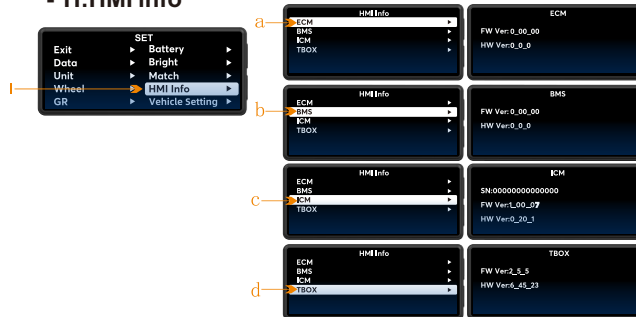 - H.HMI Info
SET
Exit Battery
Data Bright
Unit Match
Wheel HMI Info
GR Vehicle Setting
1
a
HMI Info
ECM
BMS
ICM
TBOX
ECM
FW Ver:0_00_00
HW Ver:0_0_0
b
HMI Info
ECM
BMS
ICM
TBOX
BMS
FW Ver:0_00_00
HW Ver:0_0_0
c
HMI Info
ECM
BMS
ICM
TBOX
ICM
SN:00000000000000
FW Ver:1_00_07
HW Ver:0_20_1
d
HMI Info
ECM
BMS
ICM
TBOX
TBOX
FW Ver:2_5_5
HW Ver:6_45_23